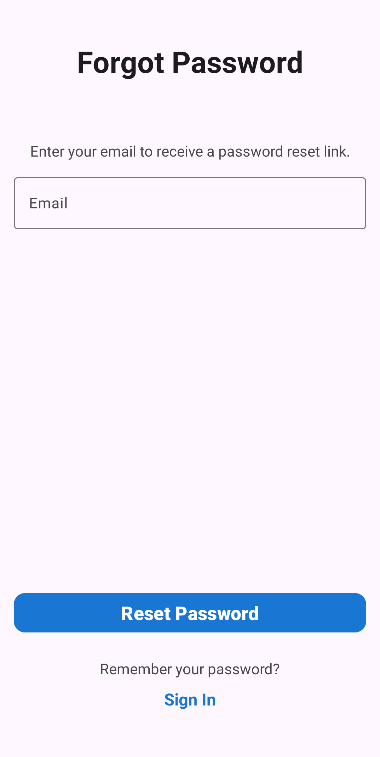 Forgot Password
Enter your email to receive a password reset link.
Email
Reset Password
Remember your password?
Sign In